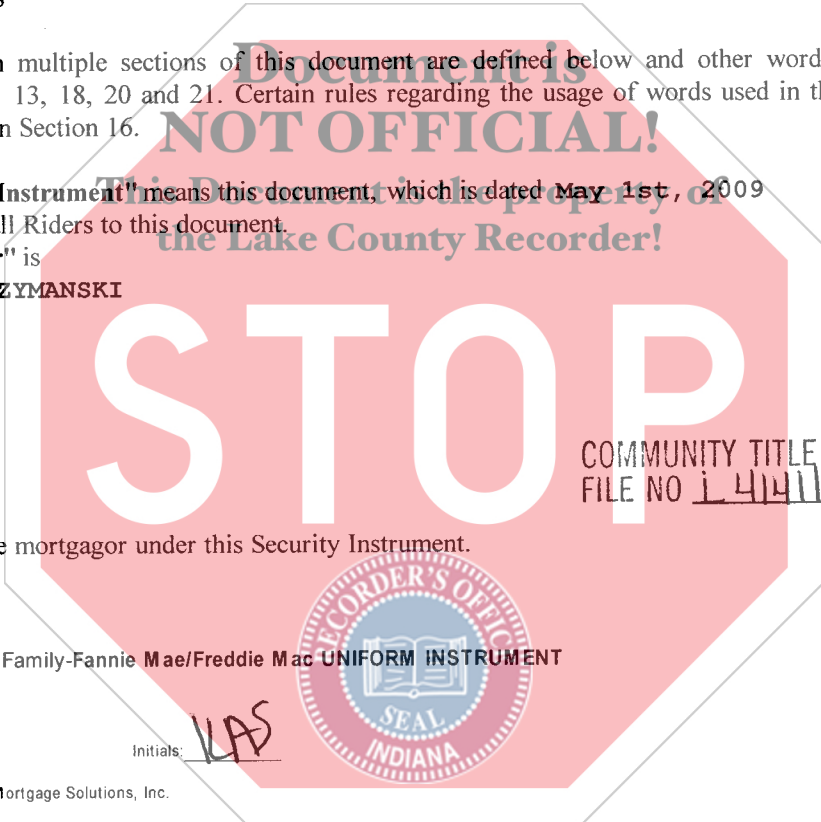 n multiple sections of this document are defined below and other word
Document is
13, 18, 20 and 21. Certain rules regarding the usage of words used in th
n Section 16.
NOT OFFICIAL!
Instrument" means this document, which is dated May 1st, 2009
This Document is the property of
ll Riders to this document.
the Lake County Recorder!
" is
ZYMANSKI
STOP
COMMUNITY TITLE
FILE NO L 41411
e mortgagor under this Security Instrument.
RECORDER'S OFFIC
SEAL
INDIANA
Family-Fannie Mae/Freddie Mac UNIFORM INSTRUMENT
Initials: KAS
ortgage Solutions, Inc.